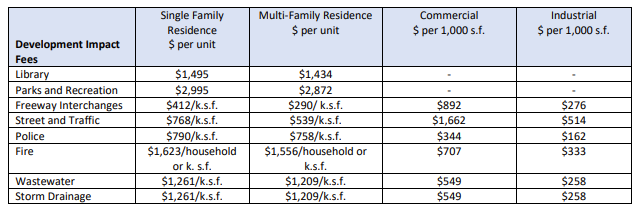 Development Impact Fees | Single Family Residence $ per unit | Multi-Family Residence $ per unit | Commercial $ per 1,000 s.f. | Industrial $ per 1,000 s.f.
Library | $1,495 | $1,434 | - | -
Parks and Recreation | $2,995 | $2,872 | - | -
Freeway Interchanges | $412/k.s.f. | $290/ k.s.f. | $892 | $276
Street and Traffic | $768/k.s.f. | $539/k.s.f. | $1,662 | $514
Police | $790/k.s.f. | $758/k.s.f. | $344 | $162
Fire | $1,623/household or k. s.f. | $1,556/household or k.s.f. | $707 | $333
Wastewater | $1,261/k.s.f. | $1,209/k.s.f. | $549 | $258
Storm Drainage | $1,261/k.s.f. | $1,209/k.s.f. | $549 | $258